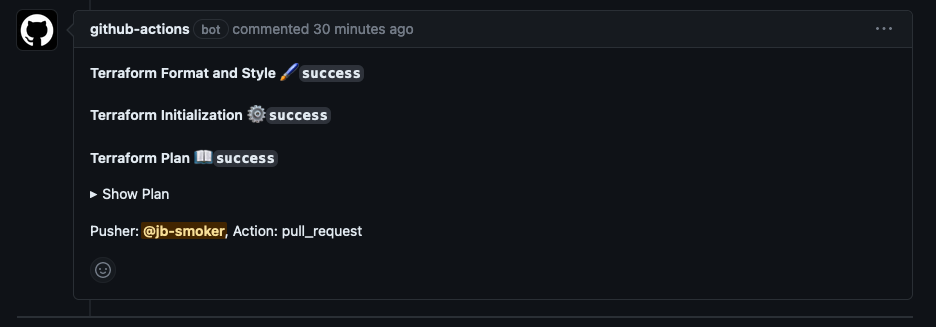 github-actions bot commented 30 minutes ago
Terraform Format and Style 🖌success
Terraform Initialization ⚙️success
Terraform Plan 📖success
▸ Show Plan
Pusher: @jb-smoker, Action: pull_request